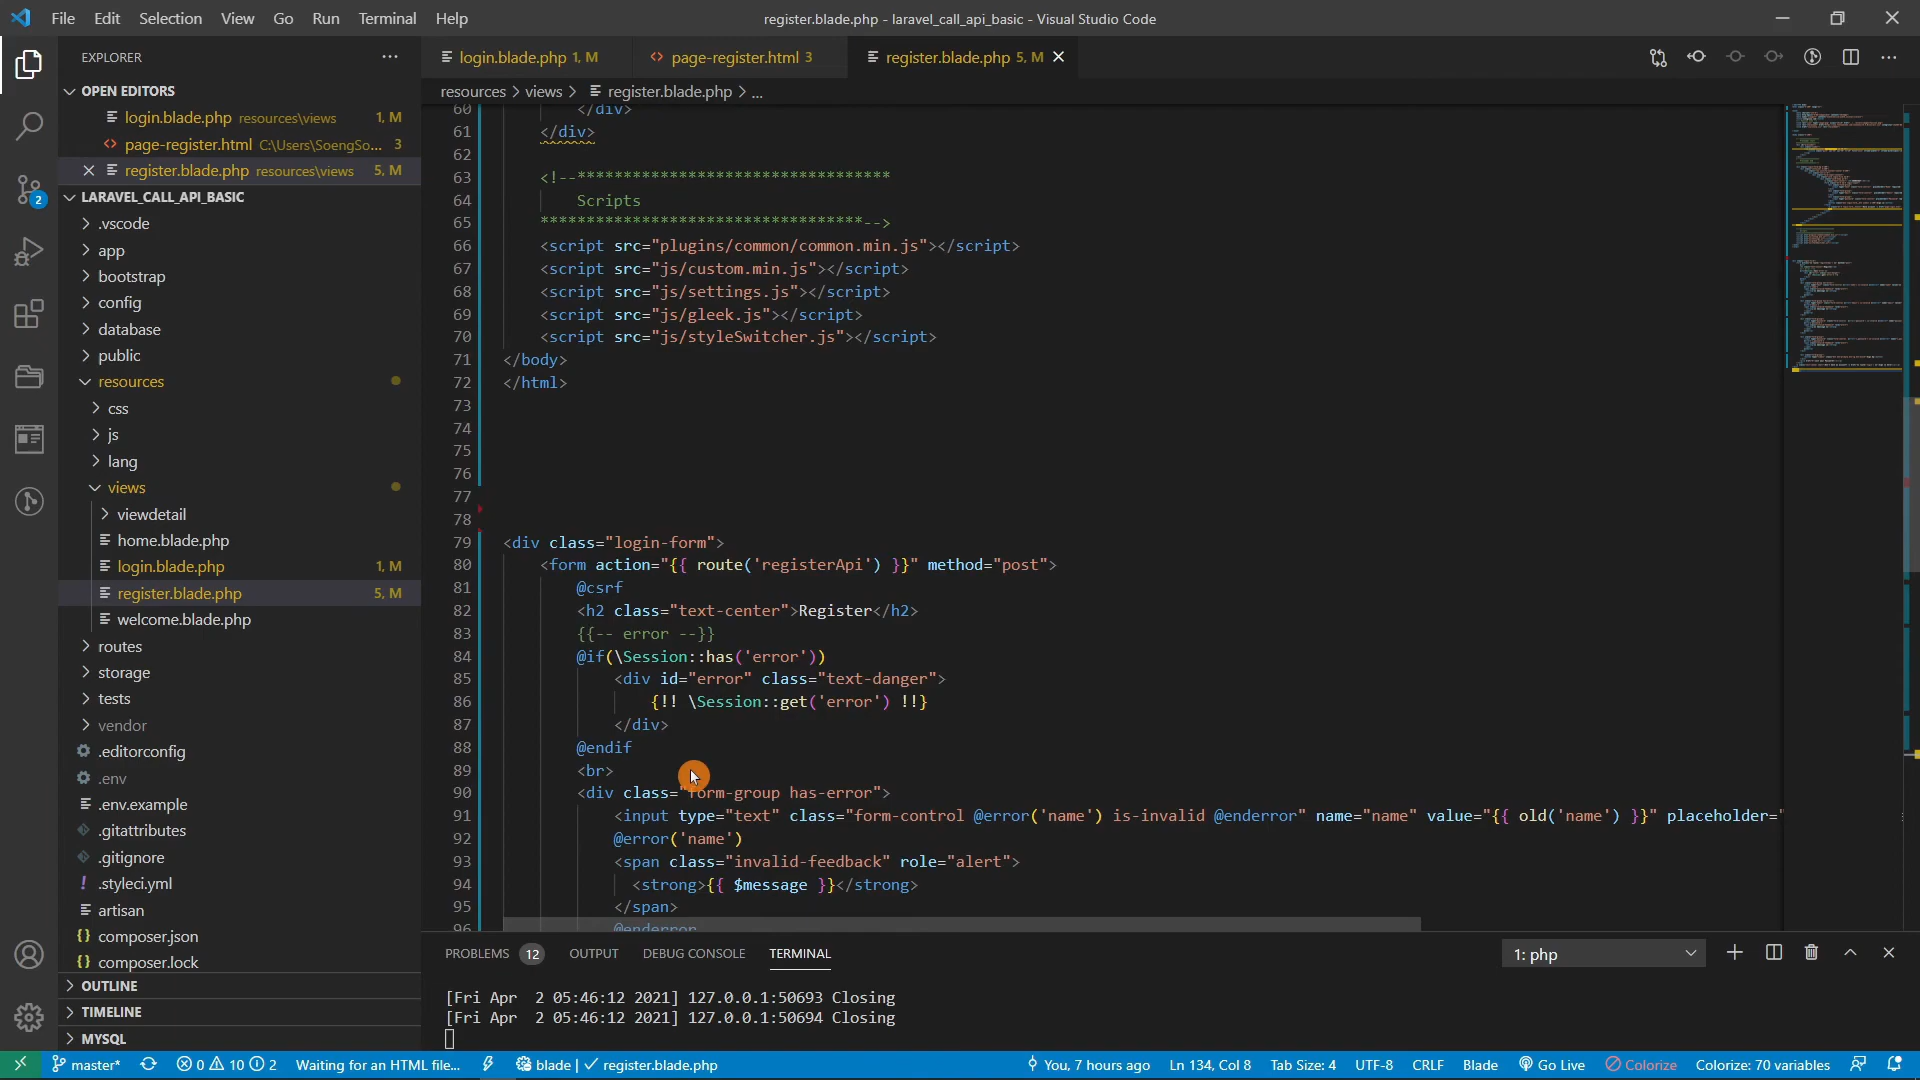 File Edit Selection View Go Run Terminal Help
register.blade.php - laravel_call_api_basic - Visual Studio Code
EXPLORER
login.blade.php 1, M
page-register.html 3
register.blade.php 5, M
OPEN EDITORS
resources > views > register.blade.php > ...
login.blade.php resources\views 1, M
page-register.html C:\Users\SoengSo... 3
register.blade.php resources\views 5, M
2
LARAVEL_CALL_API_BASIC
.vscode
app
bootstrap
config
database
public
resources
css
js
lang
views
viewdetail
home.blade.php
login.blade.php 1, M
register.blade.php 5, M
welcome.blade.php
routes
storage
tests
vendor
.editorconfig
.env
.env.example
.gitattributes
.gitignore
.styleci.yml
artisan
composer.json
composer.lock
OUTLINE
TIMELINE
MYSQL
60 </div>
61 </div>
62
63 <!--**********************************
64 Scripts
65 ***********************************-->
66 <script src="plugins/common/common.min.js"></script>
67 <script src="js/custom.min.js"></script>
68 <script src="js/settings.js"></script>
69 <script src="js/gleek.js"></script>
70 <script src="js/styleSwitcher.js"></script>
71 </body>
72 </html>
73
74
75
76
77
78
79 <div class="login-form">
80 <form action="{{ route('registerApi') }}" method="post">
81 @csrf
82 <h2 class="text-center">Register</h2>
83 {{-- error --}}
84 @if(\Session::has('error'))
85 <div id="error" class="text-danger">
86 {!! \Session::get('error') !!}
87 </div>
88 @endif
89 <br>
90 <div class="form-group has-error">
91 <input type="text" class="form-control @error('name') is-invalid @enderror" name="name" value="{{ old('name') }}" placeholder="
92 @error('name')
93 <span class="invalid-feedback" role="alert">
94 <strong>{{ $message }}</strong>
95 </span>
96 @enderror
PROBLEMS 12 OUTPUT DEBUG CONSOLE TERMINAL
1: php
[Fri Apr 2 05:46:12 2021] 127.0.0.1:50693 Closing
[Fri Apr 2 05:46:12 2021] 127.0.0.1:50694 Closing
master* 0 10 2 Waiting for an HTML file... blade | ✓ register.blade.php
You, 7 hours ago Ln 134, Col 8 Tab Size: 4 UTF-8 CRLF Blade Go Live Colorize Colorize: 70 variables